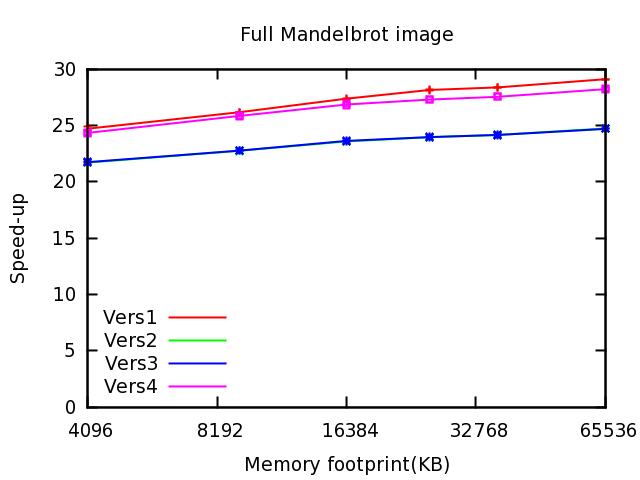 Full Mandelbrot image
30
25
20
15
10
5
0
Speed-up
Vers1
Vers2
Vers3
Vers4
4096 8192 16384 32768 65536
Memory footprint(KB)